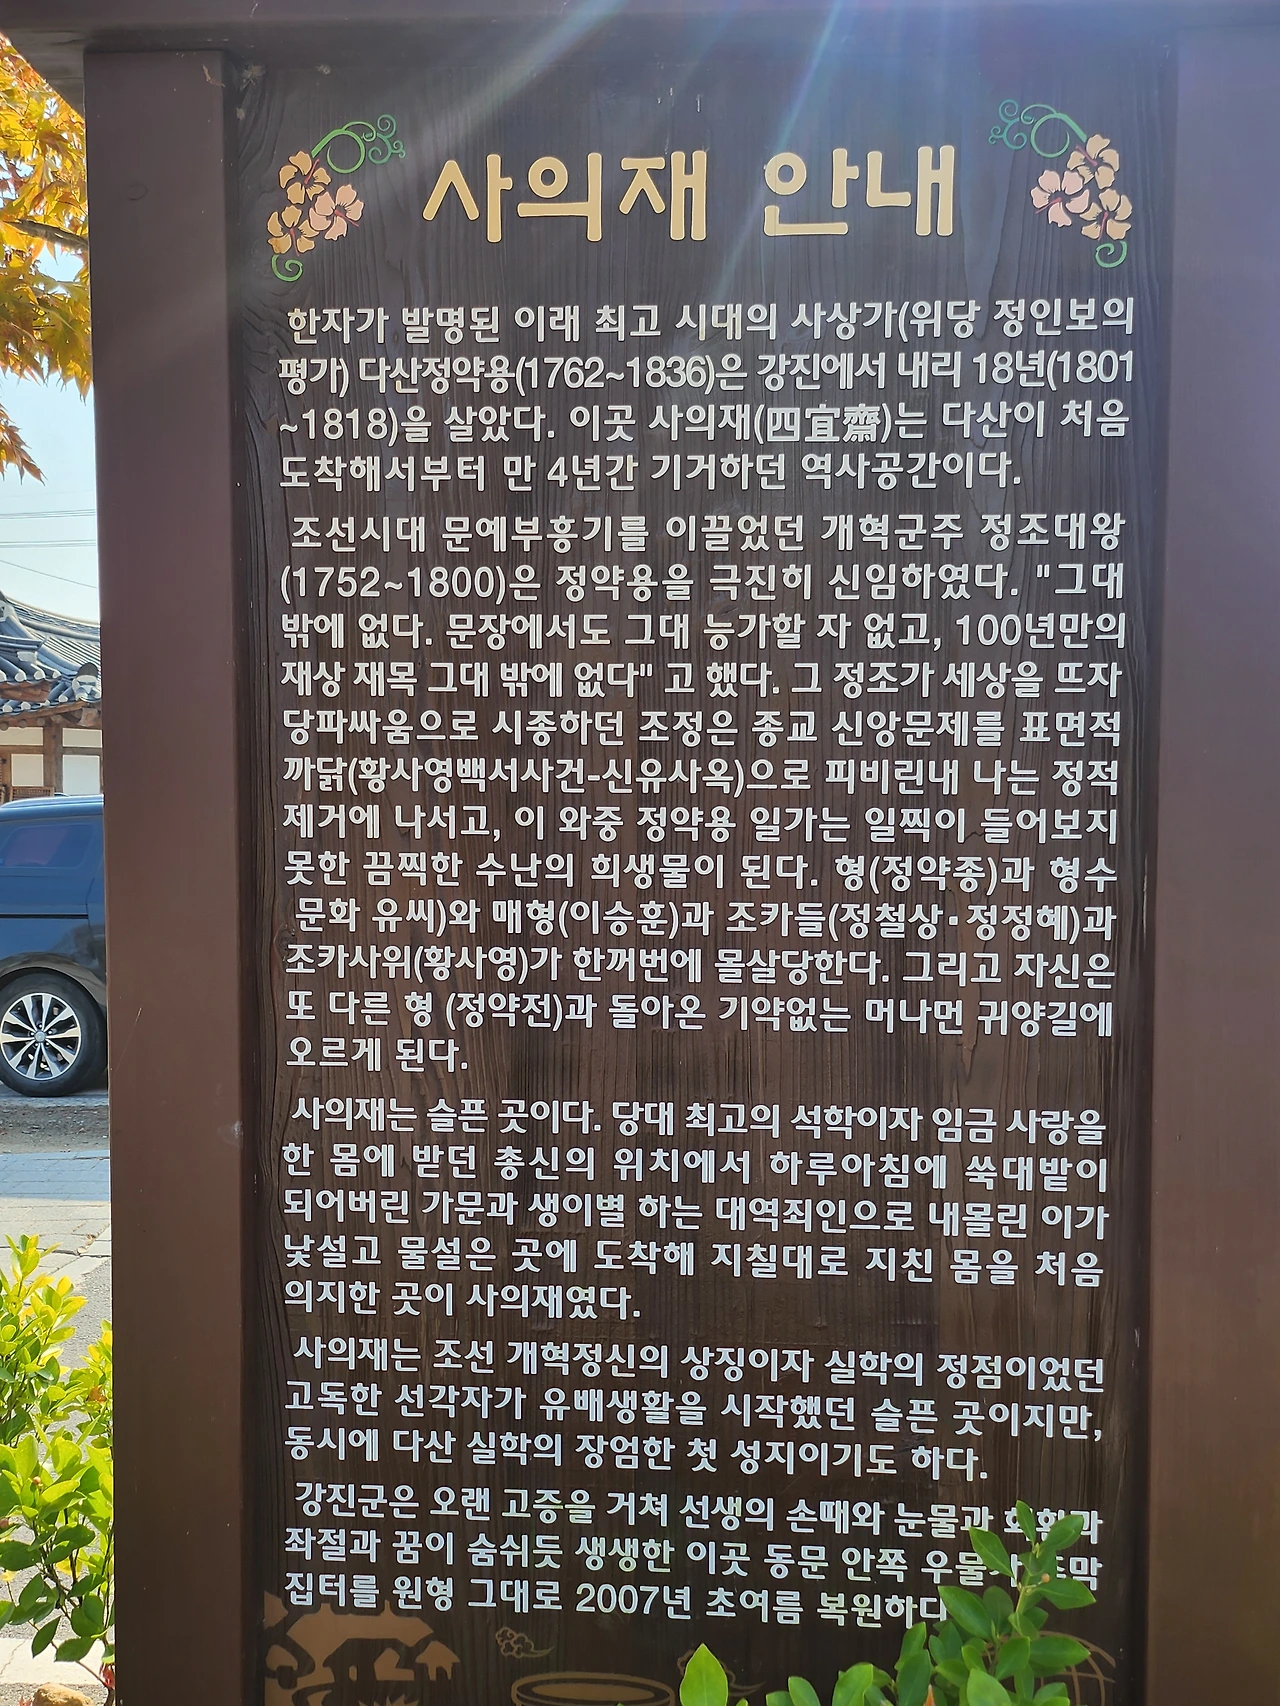 사의재 안내
한자가 발명된 이래 최고 시대의 사상가(위당 정인보의
평가) 다산정약용(1762~1836)은 강진에서 내리 18년(1801
~1818)을 살았다. 이곳 사의재(四宜齋)는 다산이 처음
도착해서부터 만 4년간 기거하던 역사공간이다.
조선시대 문예부흥기를 이끌었던 개혁군주 정조대왕
(1752~1800)은 정약용을 극진히 신임하였다. "그대
밖에 없다. 문장에서도 그대 능가할 자 없고, 100년만의
재상 재목 그대 밖에 없다" 고 했다. 그 정조가 세상을 뜨자
당파싸움으로 시종하던 조정은 종교 신앙문제를 표면적
까닭(황사영백서사건-신유사옥)으로 피비린내 나는 정적
제거에 나서고, 이 와중 정약용 일가는 일찍이 들어보지
못한 끔찍한 수난의 희생물이 된다. 형(정약종)과 형수
문화 유씨)와 매형(이승훈)과 조카들(정철상·정정혜)과
조카사위(황사영)가 한꺼번에 몰살당한다. 그리고 자신은
또 다른 형 (정약전)과 돌아온 기약없는 머나먼 귀양길에
오르게 된다.
사의재는 슬픈 곳이다. 당대 최고의 석학이자 임금 사랑을
한 몸에 받던 총신의 위치에서 하루아침에 쑥대밭이
되어버린 가문과 생이별 하는 대역죄인으로 내몰린 이가
낯설고 물설은 곳에 도착해 지칠대로 지친 몸을 처음
의지한 곳이 사의재였다.
사의재는 조선 개혁정신의 상징이자 실학의 정점이었던
고독한 선각자가 유배생활을 시작했던 슬픈 곳이지만,
동시에 다산 실학의 장엄한 첫 성지이기도 하다.
강진군은 오랜 고증을 거쳐 선생의 손때와 눈물과
좌절과 꿈이 숨쉬듯 생생한 이곳 동문 안쪽
집터를 원형 그대로 2007년 초여름